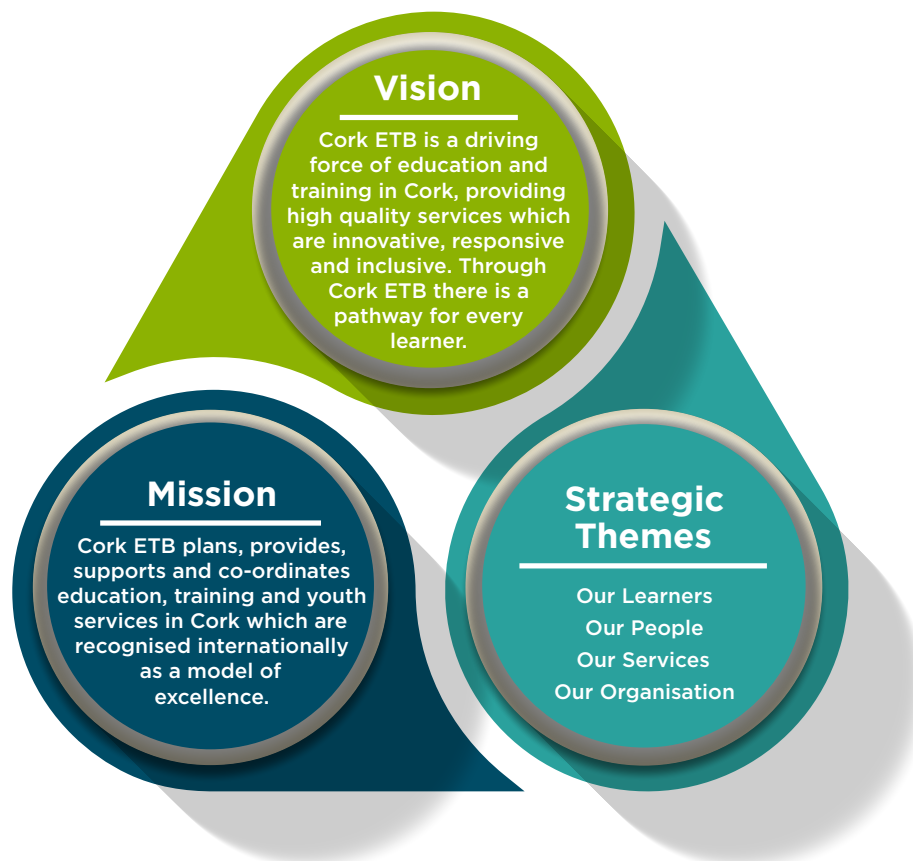 Vision
Cork ETB is a driving
force of education and
training in Cork, providing
high quality services which
are innovative, responsive
and inclusive. Through
Cork ETB there is a
pathway for every
learner.
Mission
Cork ETB plans, provides,
supports and co-ordinates
education, training and youth
services in Cork which are
recognised internationally
as a model of
excellence.
Strategic
Themes
Our Learners
Our People
Our Services
Our Organisation